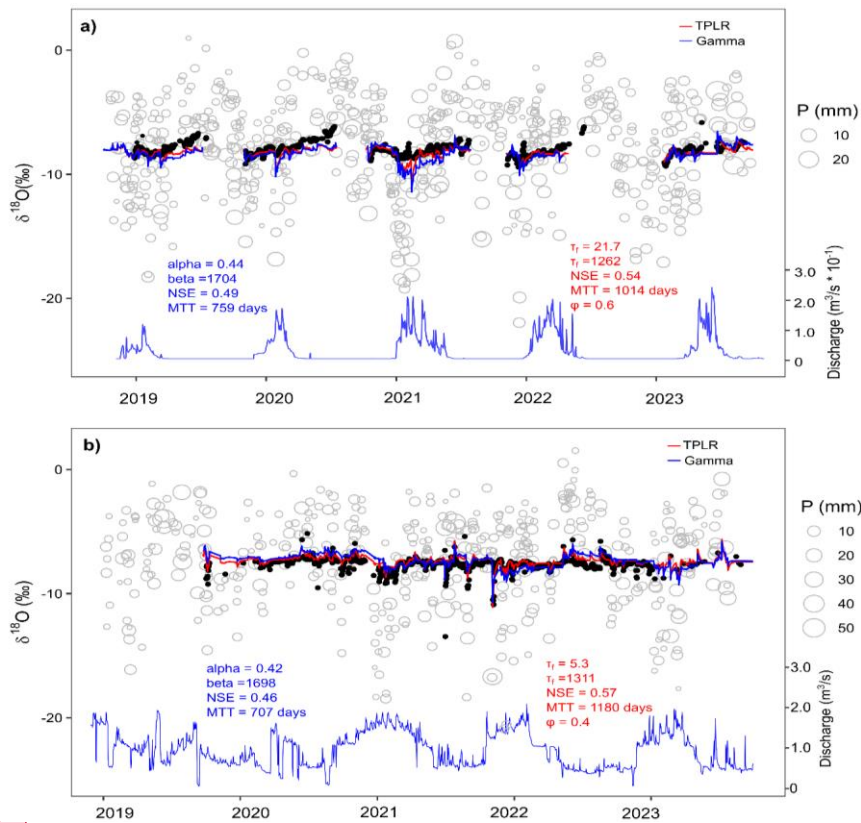 a)
TPLR
Gamma
0
-10
-20
δ¹⁸O(‰)
P (mm)
10
20
alpha = 0.44
beta =1704
NSE = 0.49
MTT = 759 days
τf = 21.7
τf =1262
NSE = 0.54
MTT = 1014 days
φ = 0.6
3.0
2.0
1.0
0
Discharge (m³/s * 10⁻¹)
2019 2020 2021 2022 2023
b)
TPLR
Gamma
0
-10
-20
δ¹⁸O (‰)
P (mm)
10
20
30
40
50
alpha = 0.42
beta =1698
NSE = 0.46
MTT = 707 days
τf = 5.3
τf =1311
NSE = 0.57
MTT = 1180 days
φ = 0.4
3.0
2.0
1.0
0
Discharge (m³/s)
2019 2020 2021 2022 2023